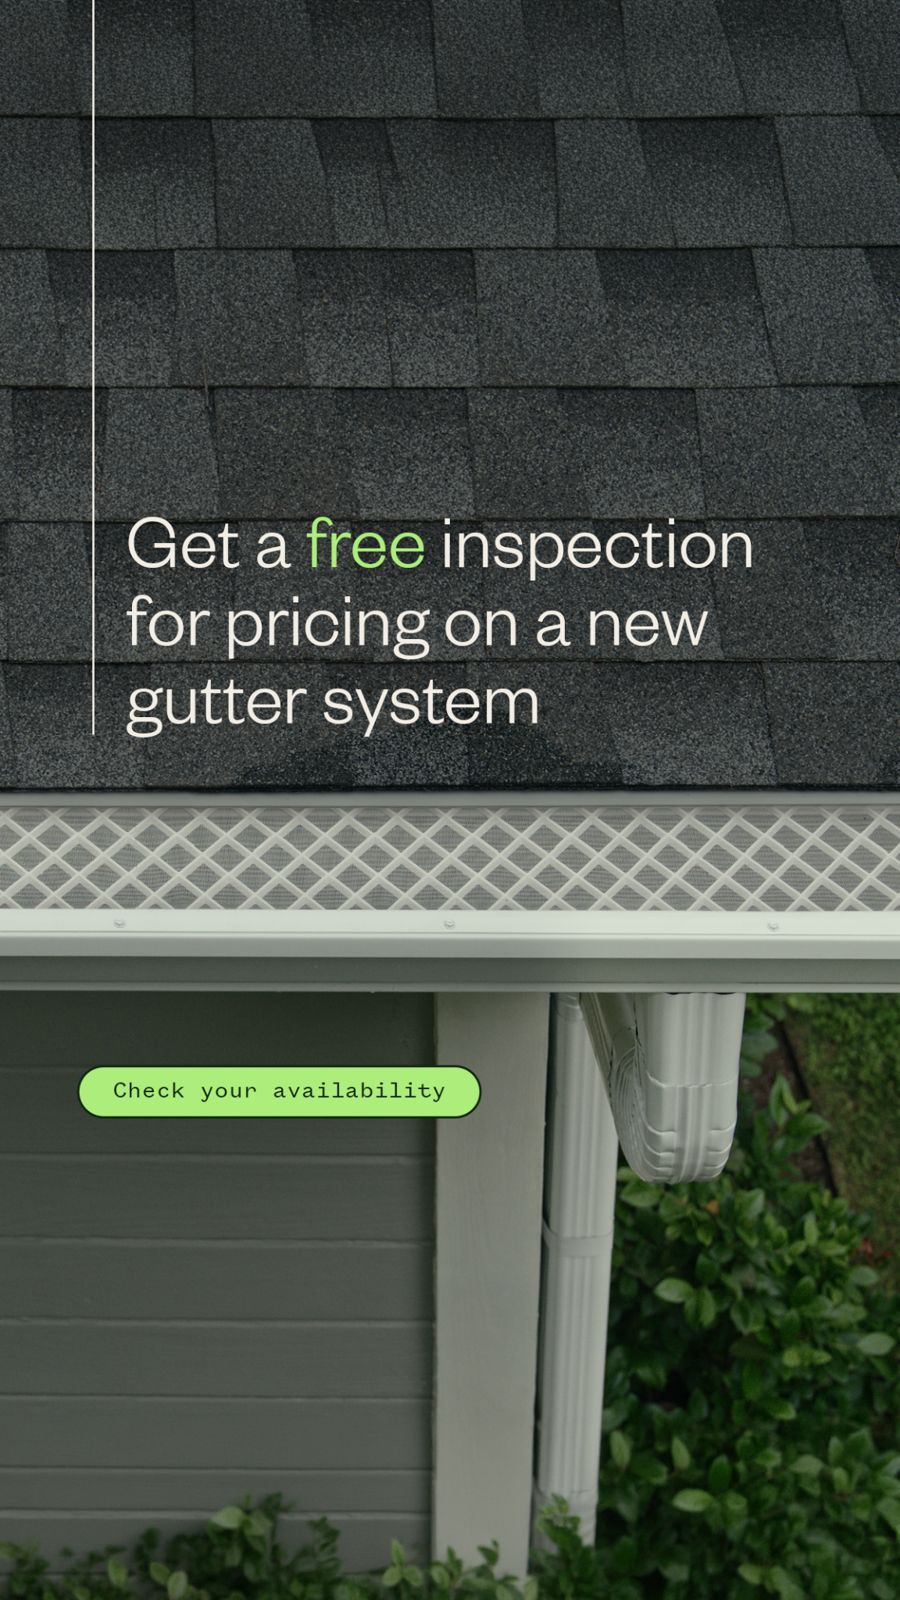 Get a free inspection
for pricing on a new
gutter system
Check your availability